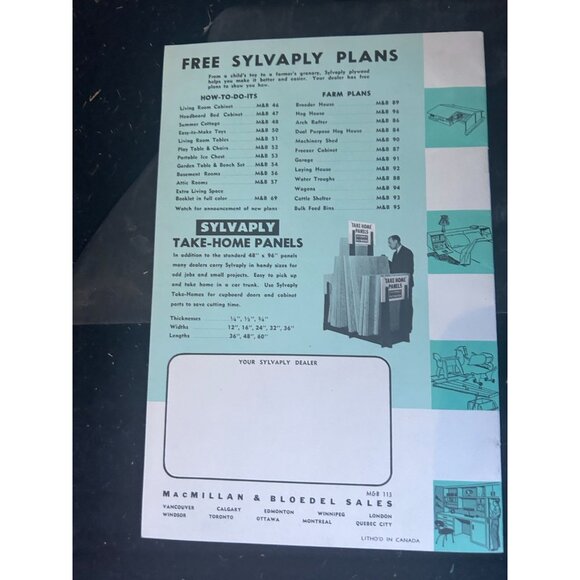 FREE SYLVAPLY PLANS
From a child's toy to a farmer's granary, Sylvaply plywood
helps you make it better and easier. Your dealer has free
plans to show you how.
HOW-TO-DO-ITS
Living Room Cabinet M&B 46
Headboard Bed Cabinet M&B 47
Summer Cottage M&B 48
Easy-to-Make Toys M&B 50
Living Room Tables M&B 51
Play Table & Chairs M&B 52
Portable Ice Chest M&B 53
Garden Table & Bench Set M&B 54
Basement Rooms M&B 56
Attic Rooms M&B 57
Extra Living Space
Booklet in full color M&B 69
Watch for announcement of new plans
FARM PLANS
Brooder House M&B 89
Hog House M&B 96
Arch Rafter M&B 86
Dual Purpose Hog House M&B 84
Machinery Shed M&B 90
Freezer Cabinet M&B 87
Garage M&B 91
Laying House M&B 92
Water Troughs M&B 88
Wagons M&B 94
Cattle Shelter M&B 93
Bulk Feed Bins M&B 95
SYLVAPLY
TAKE-HOME PANELS
In addition to the standard 48" x 96" panels
many dealers carry Sylvaply in handy sizes for
odd jobs and small projects. Easy to pick up
and take home in a car trunk. Use Sylvaply
Take-Homes for cupboard doors and cabinet
parts to save cutting time.
Thicknesses ¼", ½", ¾"
Widths 12", 16", 24", 32", 36"
Lengths 36", 48", 60"
TAKE HOME
PANELS
TAKE HOME
PANELS
YOUR SYLVAPLY DEALER
M&B 113
MACMILLAN & BLOEDEL SALES
VANCOUVER CALGARY EDMONTON WINNIPEG LONDON
WINDSOR TORONTO OTTAWA MONTREAL QUEBEC CITY
LITHO'D IN CANADA